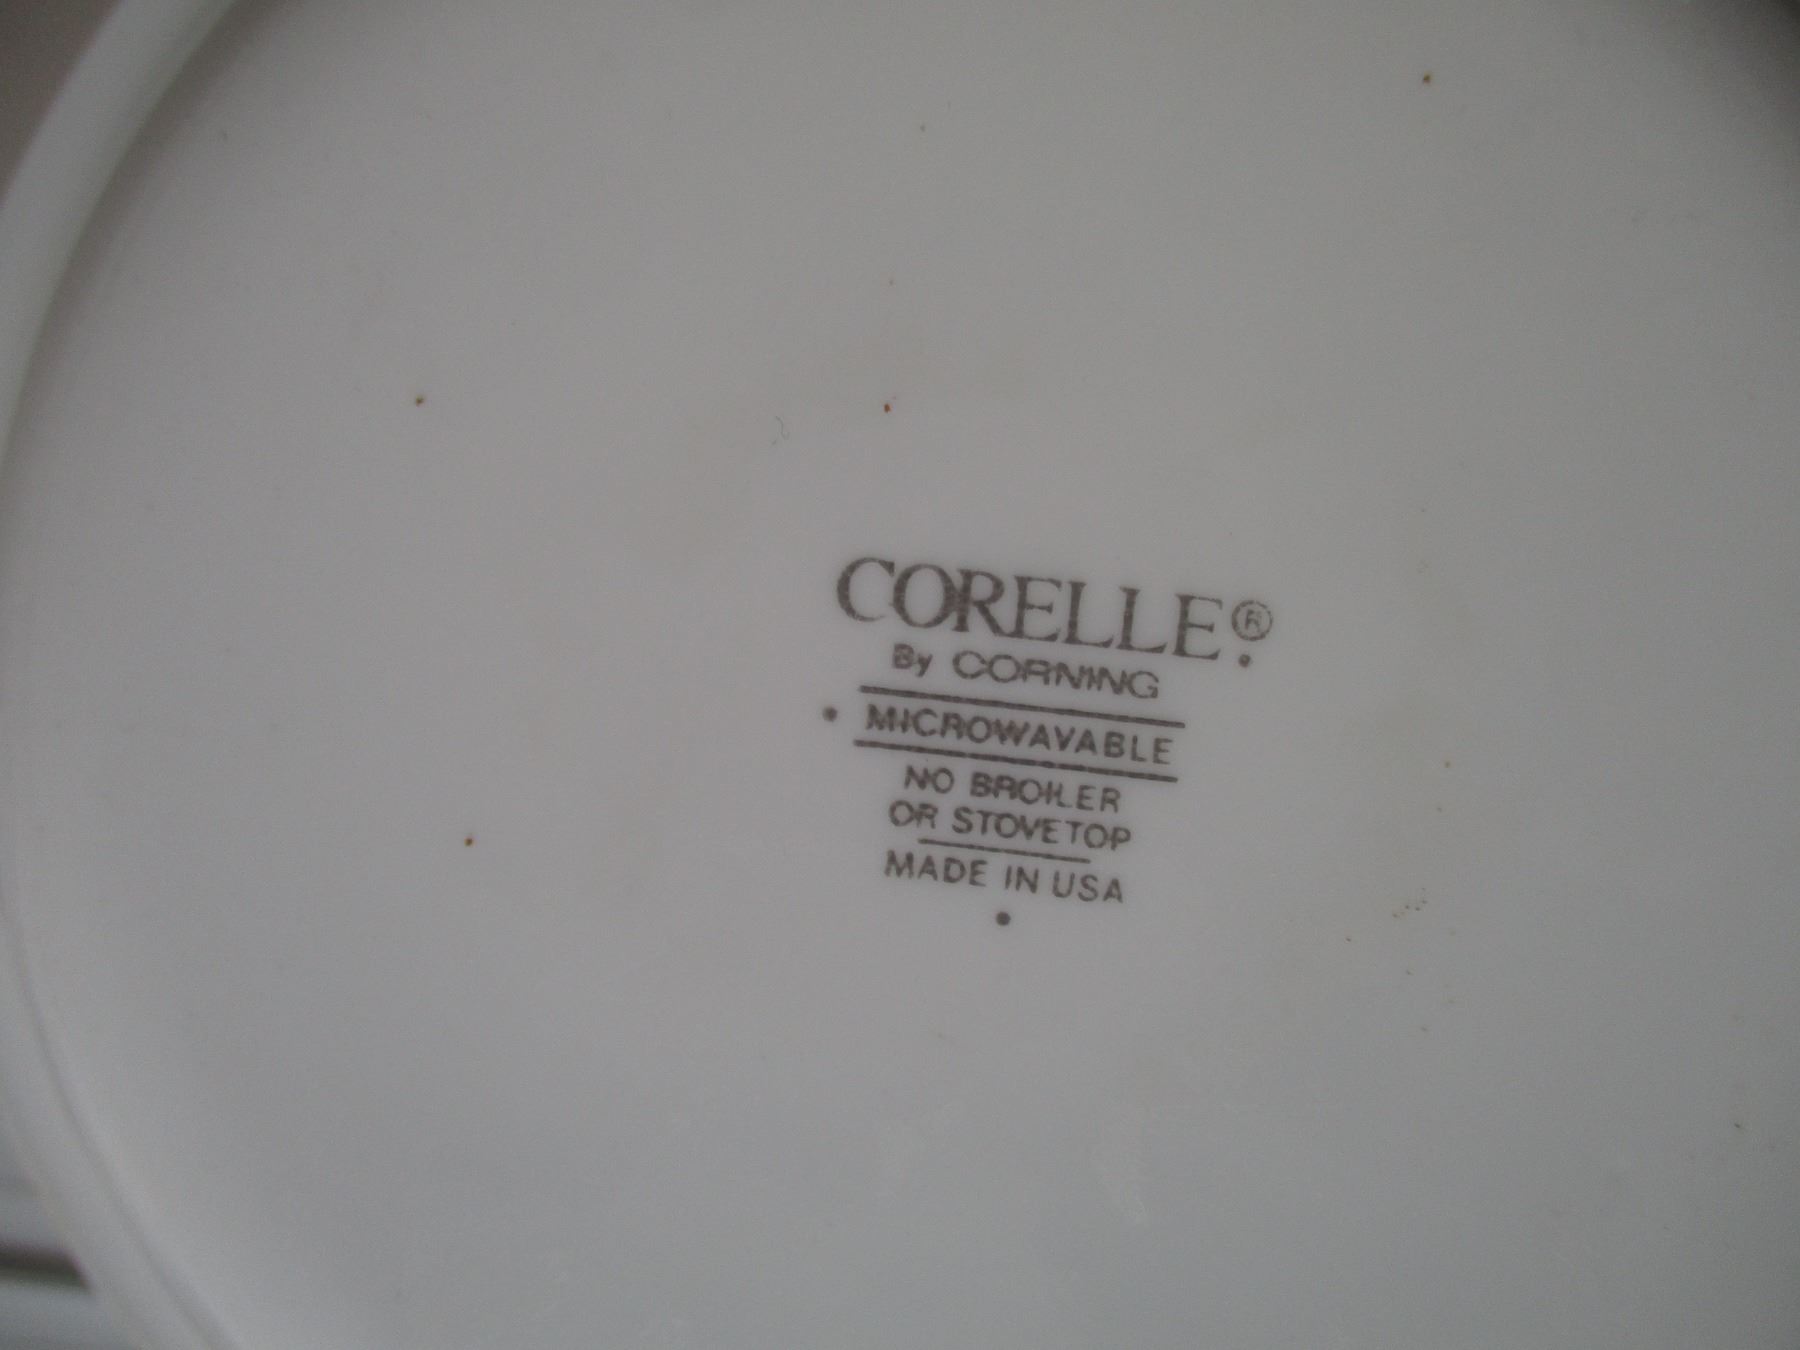 CORELLE®
By CORNING
MICROWAVABLE
NO BROILER
OR STOVETOP
MADE IN USA